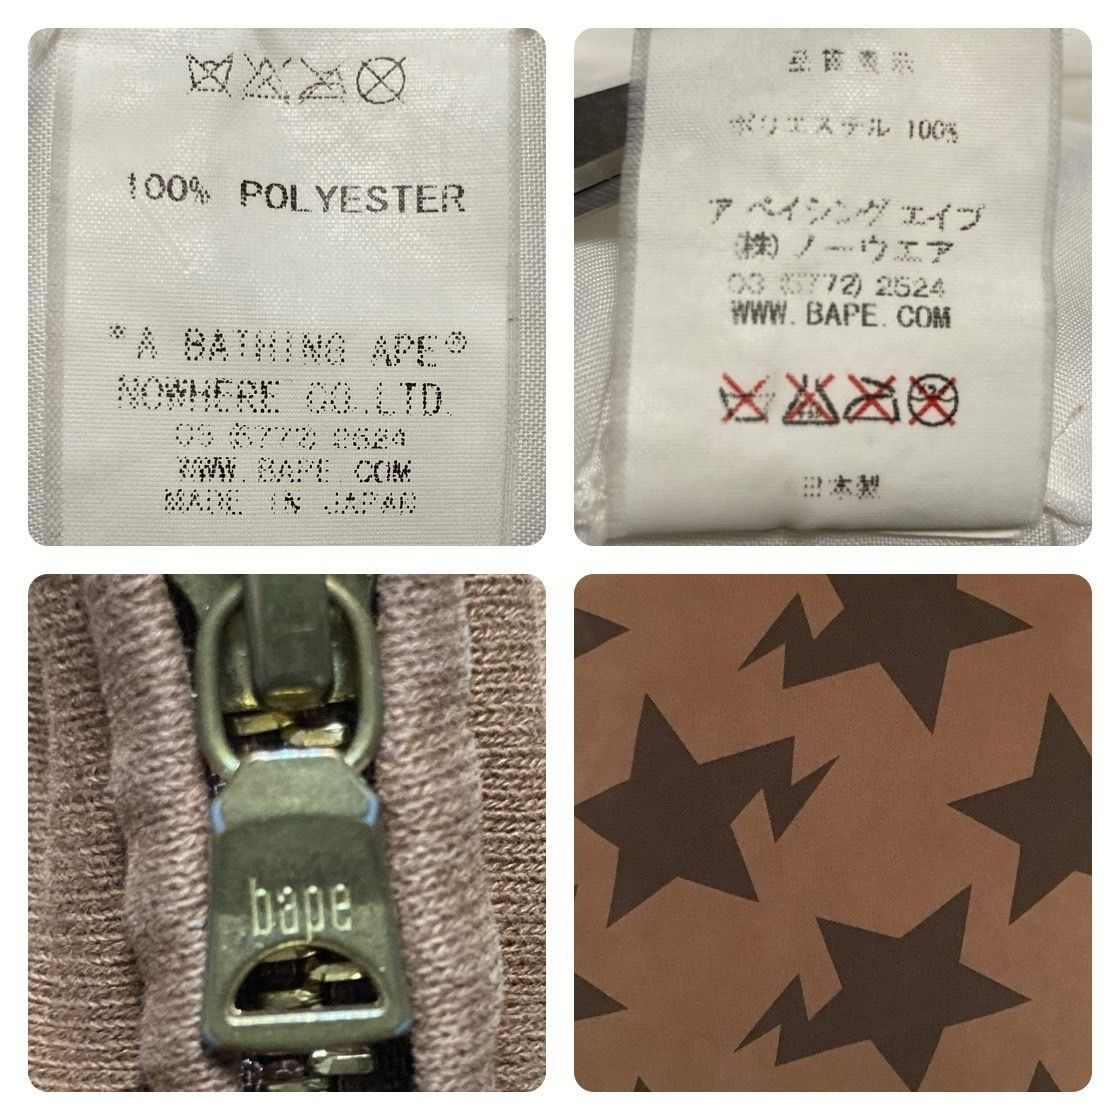 100% POLYESTER
"A BATHING APE®
NOWHERE CO.,LTD.
03 (5772) 2524
WWW.BAPE.COM
MADE IN JAPAN
品質表示
ポリエステル 100%
ア ベイシング エイプ
(株) ノーウエア
03 (5772) 2524
WWW.BAPE.COM
日本製
bape